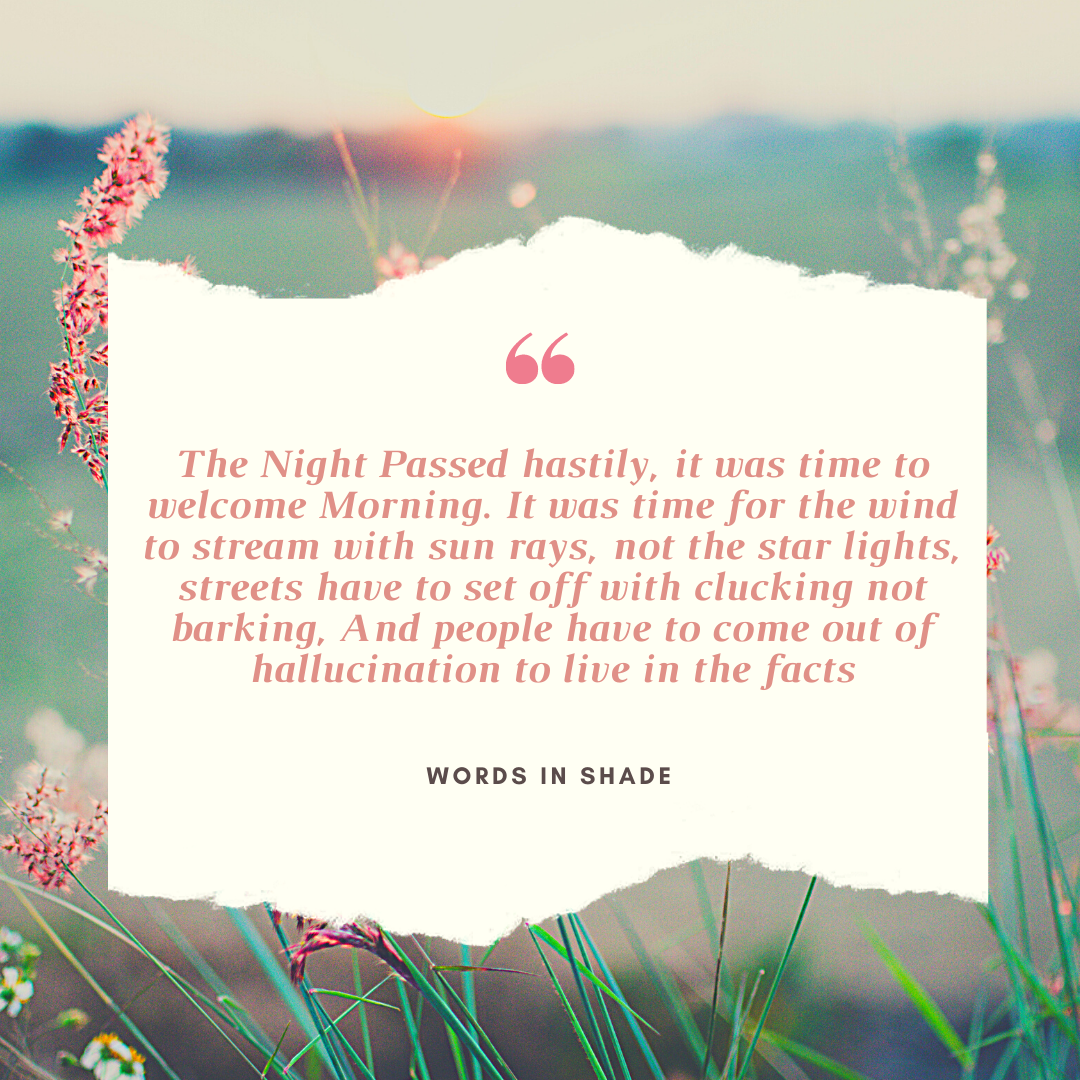 “
The Night Passed hastily, it was time to
welcome Morning. It was time for the wind
to stream with sun rays, not the star lights,
streets have to set off with clucking not
barking, And people have to come out of
hallucination to live in the facts
WORDS IN SHADE